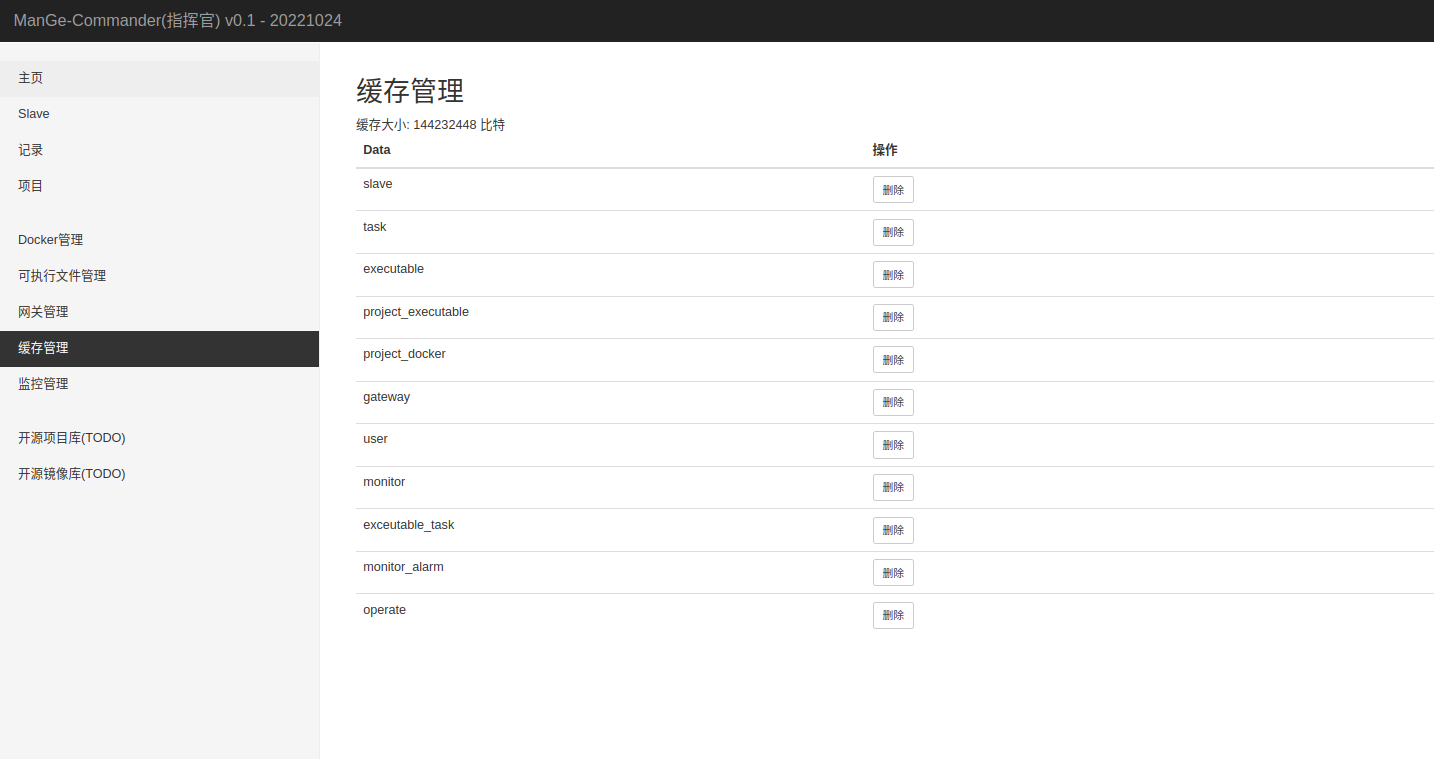 ManGe-Commander(指挥官) v0.1 - 20221024
主页
Slave
记录
项目
Docker管理
可执行文件管理
网关管理
缓存管理
监控管理
开源项目库(TODO)
开源镜像库(TODO)
缓存管理
缓存大小: 144232448 比特
Data 操作
slave 删除
task 删除
executable 删除
project_executable 删除
project_docker 删除
gateway 删除
user 删除
monitor 删除
exceutable_task 删除
monitor_alarm 删除
operate 删除